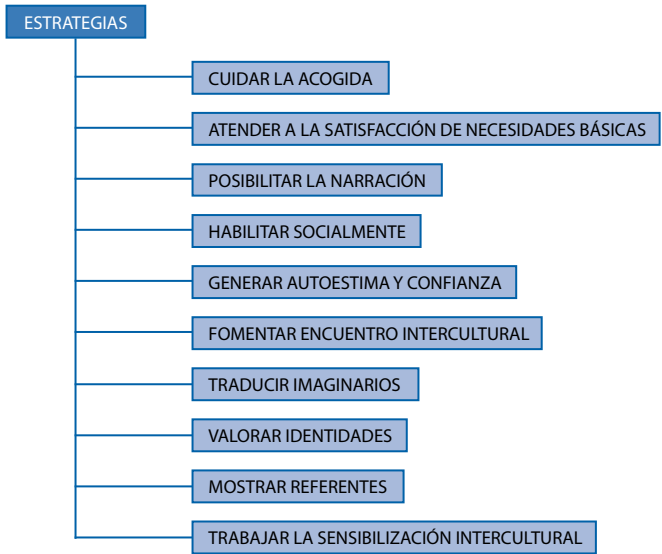 ESTRATEGIAS
CUIDAR LA ACOGIDA
ATENDER A LA SATISFACCIÓN DE NECESIDADES BÁSICAS
POSIBILITAR LA NARRACIÓN
HABILITAR SOCIALMENTE
GENERAR AUTOESTIMA Y CONFIANZA
FOMENTAR ENCUENTRO INTERCULTURAL
TRADUCIR IMAGINARIOS
VALORAR IDENTIDADES
MOSTRAR REFERENTES
TRABAJAR LA SENSIBILIZACIÓN INTERCULTURAL